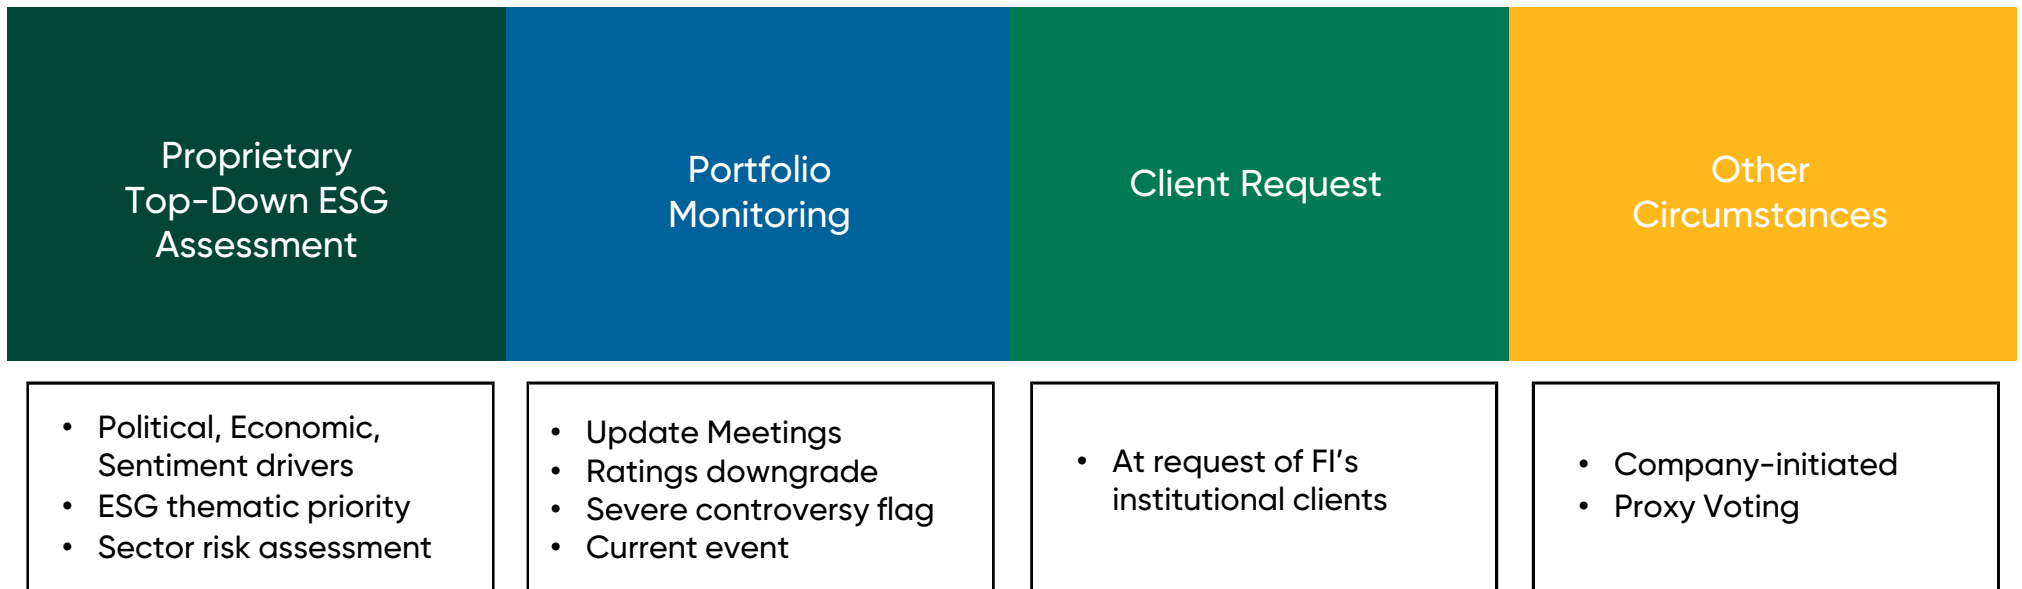 Proprietary
Top-Down ESG
Assessment
Portfolio
Monitoring
Client Request
Other
Circumstances
• Political, Economic,
Sentiment drivers
• ESG thematic priority
• Sector risk assessment
• Update Meetings
• Ratings downgrade
• Severe controversy flag
• Current event
• At request of FI’s
institutional clients
• Company-initiated
• Proxy Voting